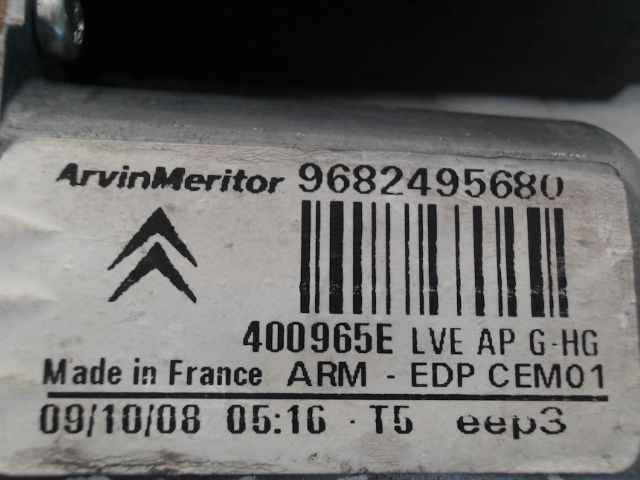 ArvinMeritor 9682495680
400965E LVE AP G-HG
Made in France ARM - EDP CEM01
09/10/08 05:16 - T5 eep3